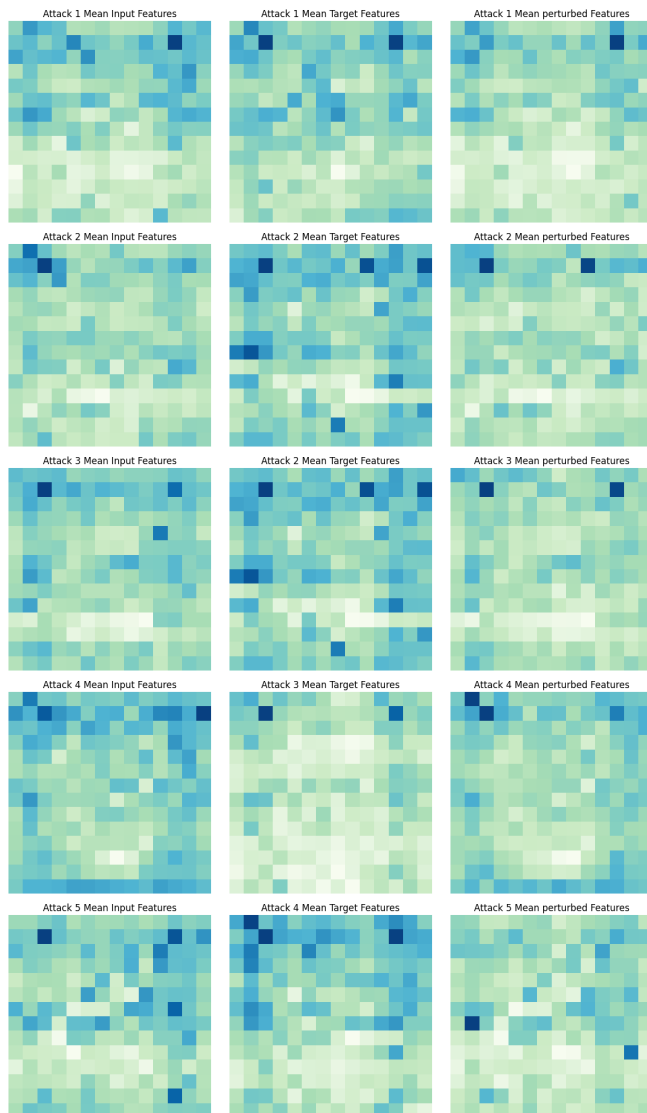 Attack 1 Mean Input Features
Attack 1 Mean Target Features
Attack 1 Mean perturbed Features
Attack 2 Mean Input Features
Attack 2 Mean Target Features
Attack 2 Mean perturbed Features
Attack 3 Mean Input Features
Attack 2 Mean Target Features
Attack 3 Mean perturbed Features
Attack 4 Mean Input Features
Attack 3 Mean Target Features
Attack 4 Mean perturbed Features
Attack 5 Mean Input Features
Attack 4 Mean Target Features
Attack 5 Mean perturbed Features